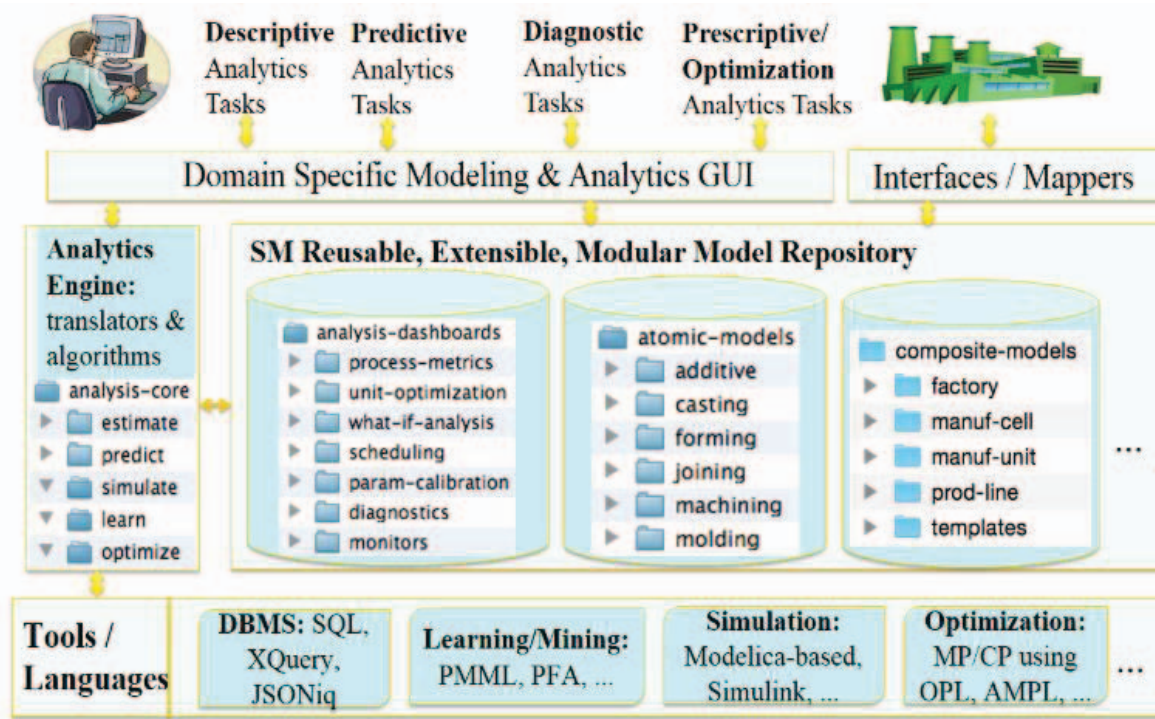 Descriptive
Analytics
Tasks
Predictive
Analytics
Tasks
Diagnostic
Analytics
Tasks
Prescriptive/
Optimization
Analytics Tasks
Domain Specific Modeling & Analytics GUI
Interfaces / Mappers
Analytics
Engine:
translators &
algorithms
analysis-core
estimate
predict
simulate
learn
optimize
SM Reusable, Extensible, Modular Model Repository
analysis-dashboards
process-metrics
unit-optimization
what-if-analysis
scheduling
param-calibration
diagnostics
monitors
atomic-models
additive
casting
forming
joining
machining
molding
composite-models
factory
manuf-cell
manuf-unit
prod-line
templates
...
Tools /
Languages
DBMS: SQL,
XQuery,
JSONiq
Learning/Mining:
PMML, PFA, ...
Simulation:
Modelica-based,
Simulink, ...
Optimization:
MP/CP using
OPL, AMPL, ...
...